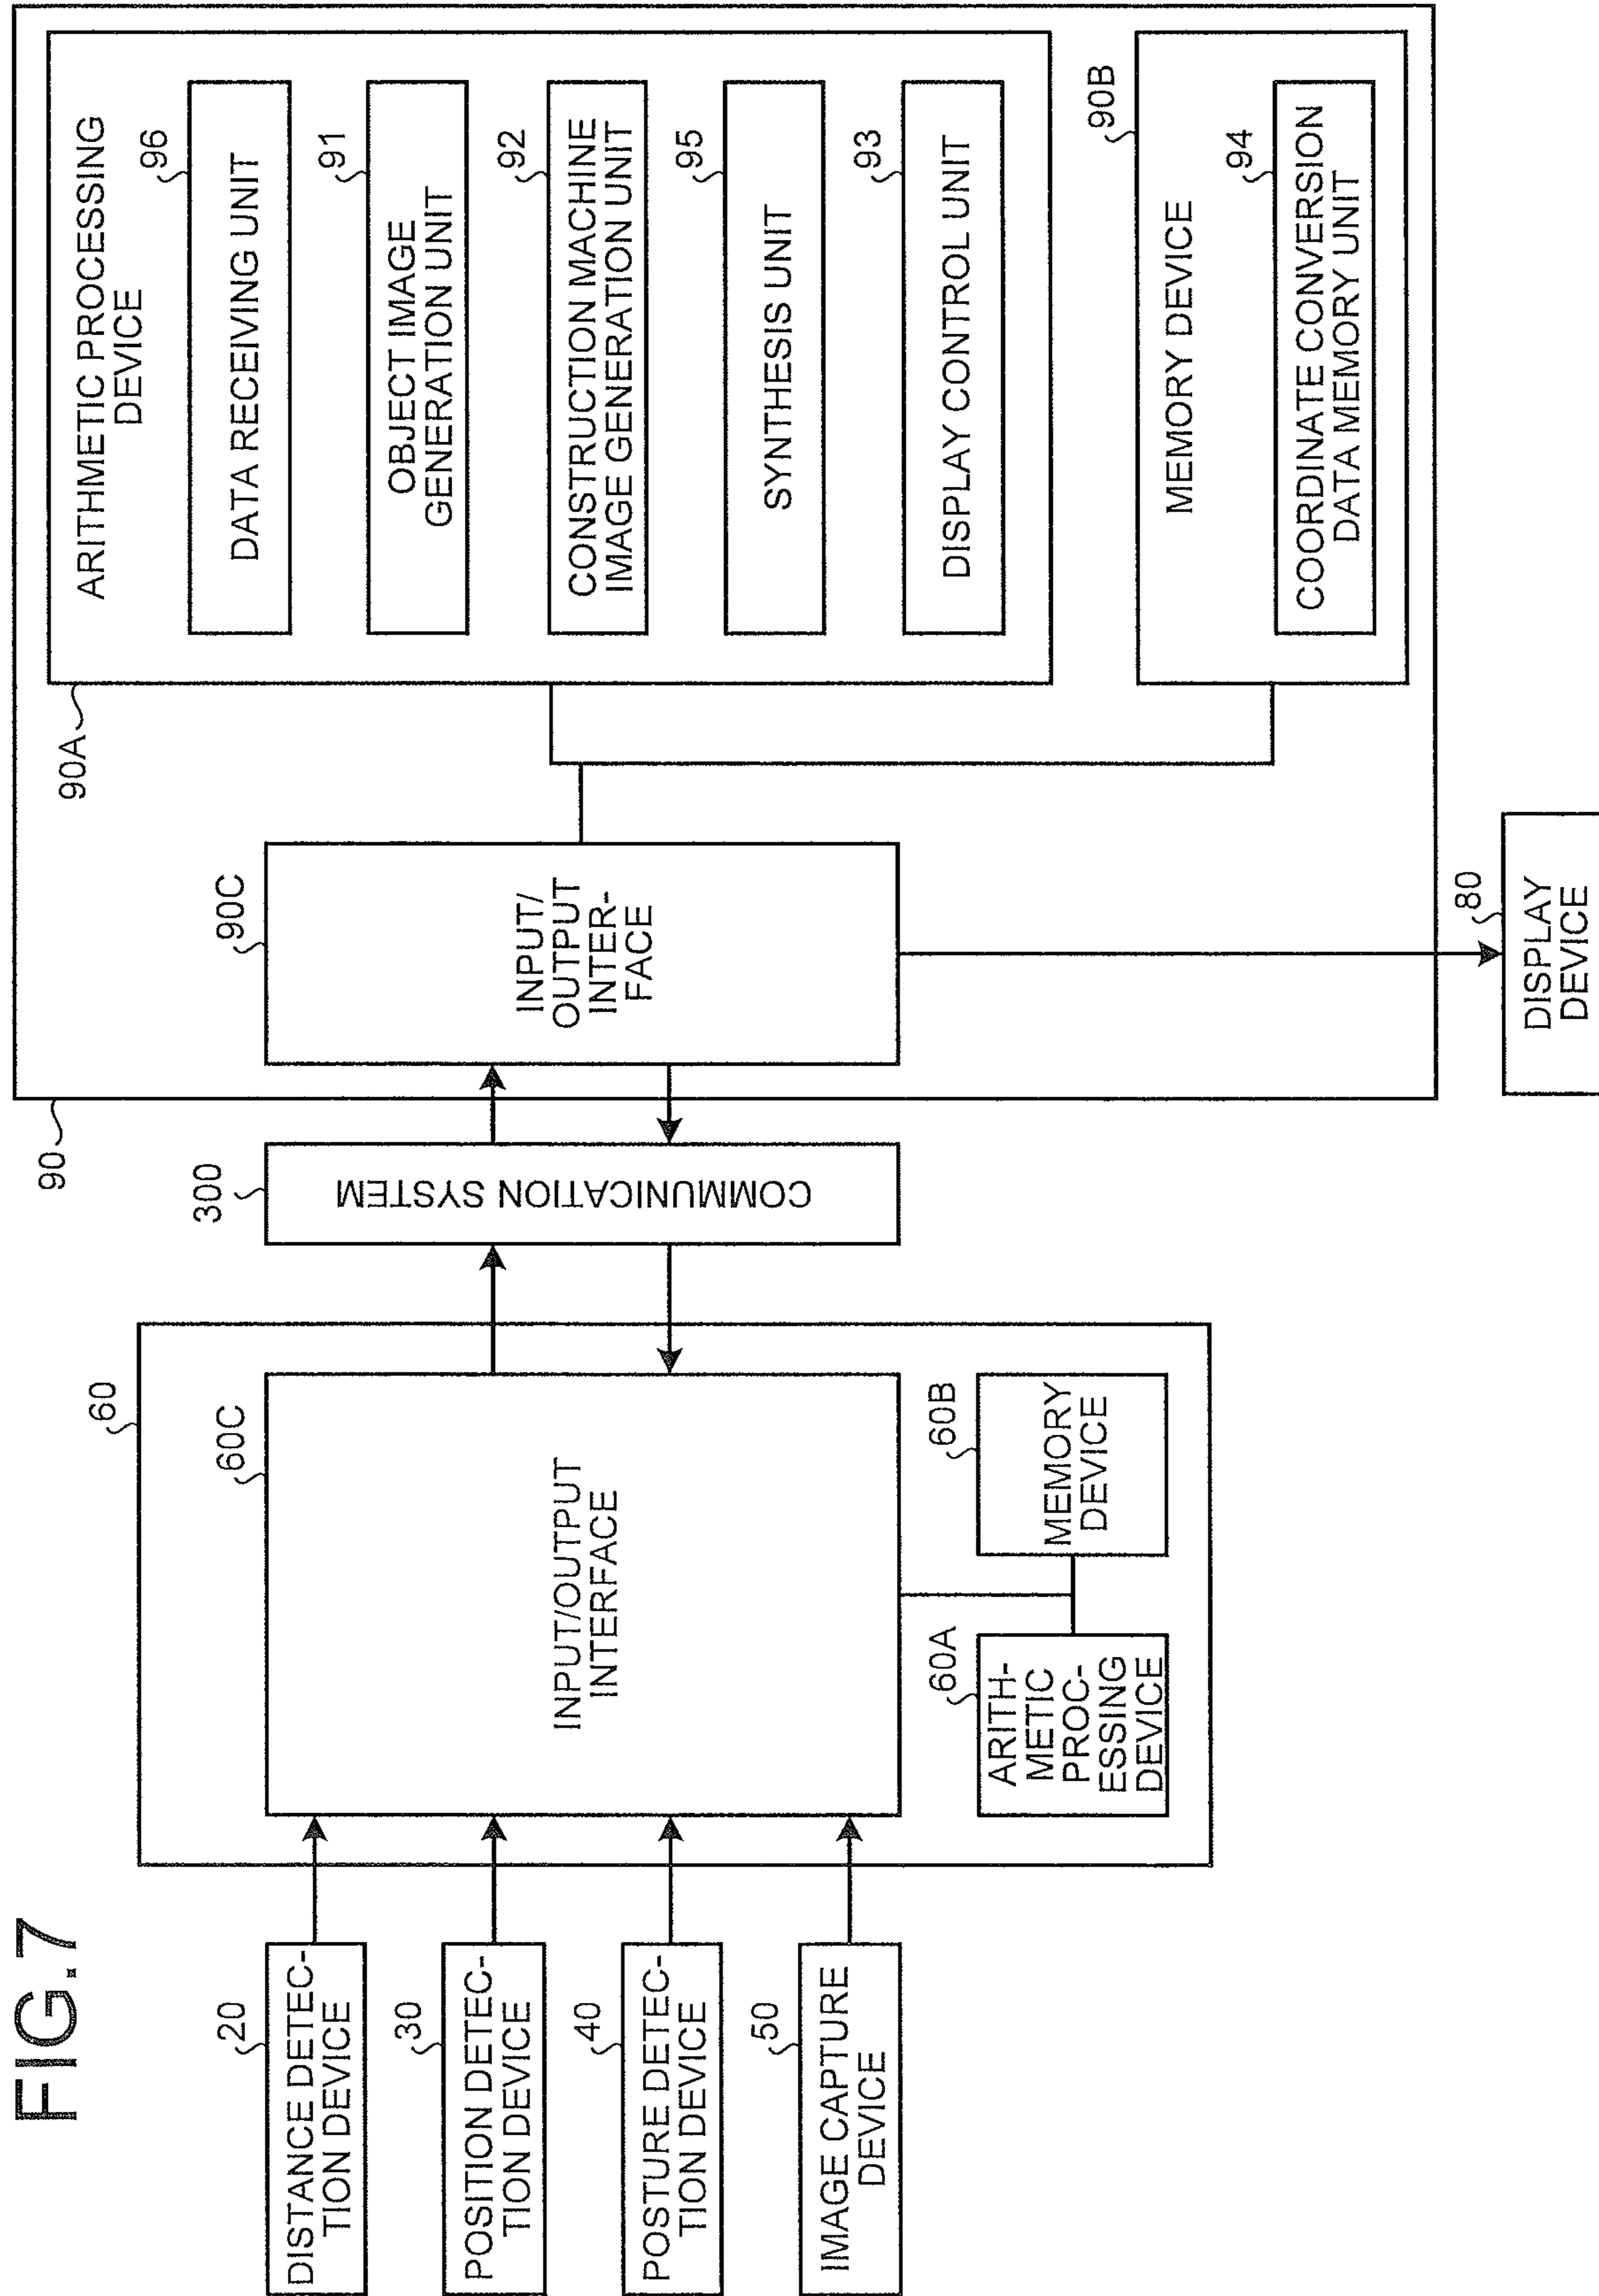 FIG.7
20
DISTANCE DETEC-
TION DEVICE
30
POSITION DETEC-
TION DEVICE
40
POSTURE DETEC-
TION DEVICE
50
IMAGE CAPTURE
DEVICE
60
60C
INPUT/OUTPUT
INTERFACE
60A
ARITH-
METIC
PROC-
ESSING
DEVICE
60B
MEMORY
DEVICE
300
COMMUNICATION SYSTEM
90
90C
INPUT/
OUTPUT
INTER-
FACE
90A
ARITHMETIC PROCESSING
DEVICE
96
DATA RECEIVING UNIT
91
OBJECT IMAGE
GENERATION UNIT
92
CONSTRUCTION MACHINE
IMAGE GENERATION UNIT
95
SYNTHESIS UNIT
93
DISPLAY CONTROL UNIT
90B
MEMORY DEVICE
94
COORDINATE CONVERSION
DATA MEMORY UNIT
80
DISPLAY
DEVICE